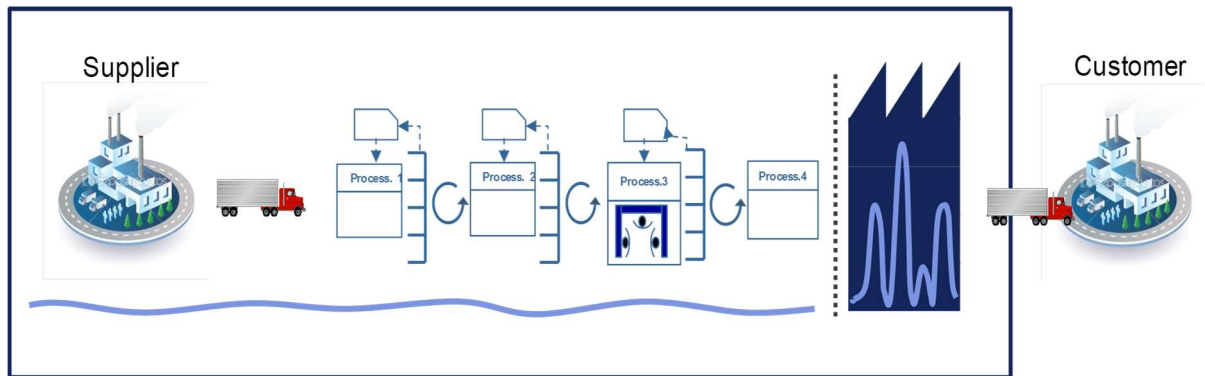 Supplier
Customer
Process. 1
Process. 2
Process.3
Process.4